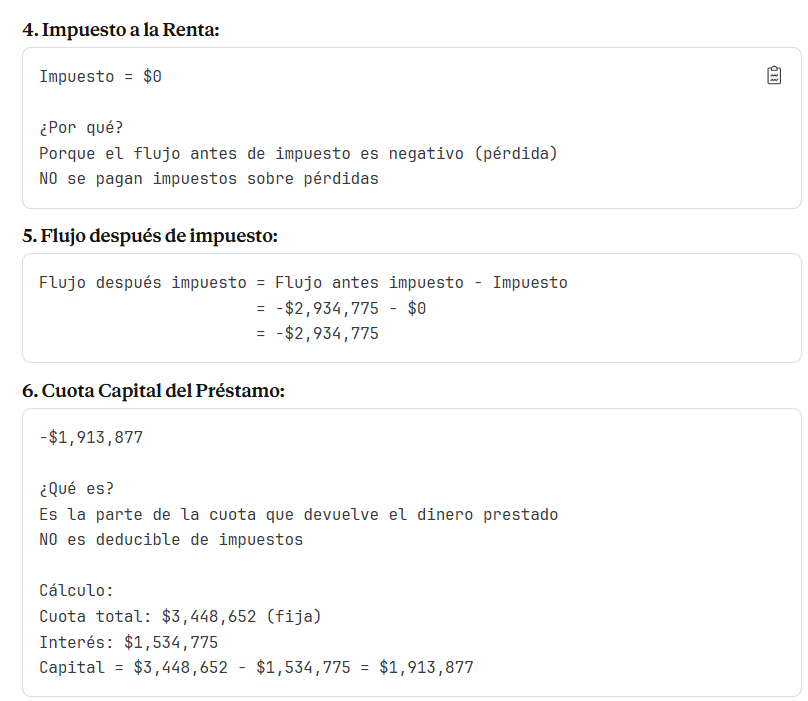 4. Impuesto a la Renta:
Impuesto = $0
¿Por qué?
Porque el flujo antes de impuesto es negativo (pérdida)
NO se pagan impuestos sobre pérdidas
5. Flujo después de impuesto:
Flujo después impuesto = Flujo antes impuesto - Impuesto
= -$2,934,775 - $0
= -$2,934,775
6. Cuota Capital del Préstamo:
-$1,913,877
¿Qué es?
Es la parte de la cuota que devuelve el dinero prestado
NO es deducible de impuestos
Cálculo:
Cuota total: $3,448,652 (fija)
Interés: $1,534,775
Capital = $3,448,652 - $1,534,775 = $1,913,877